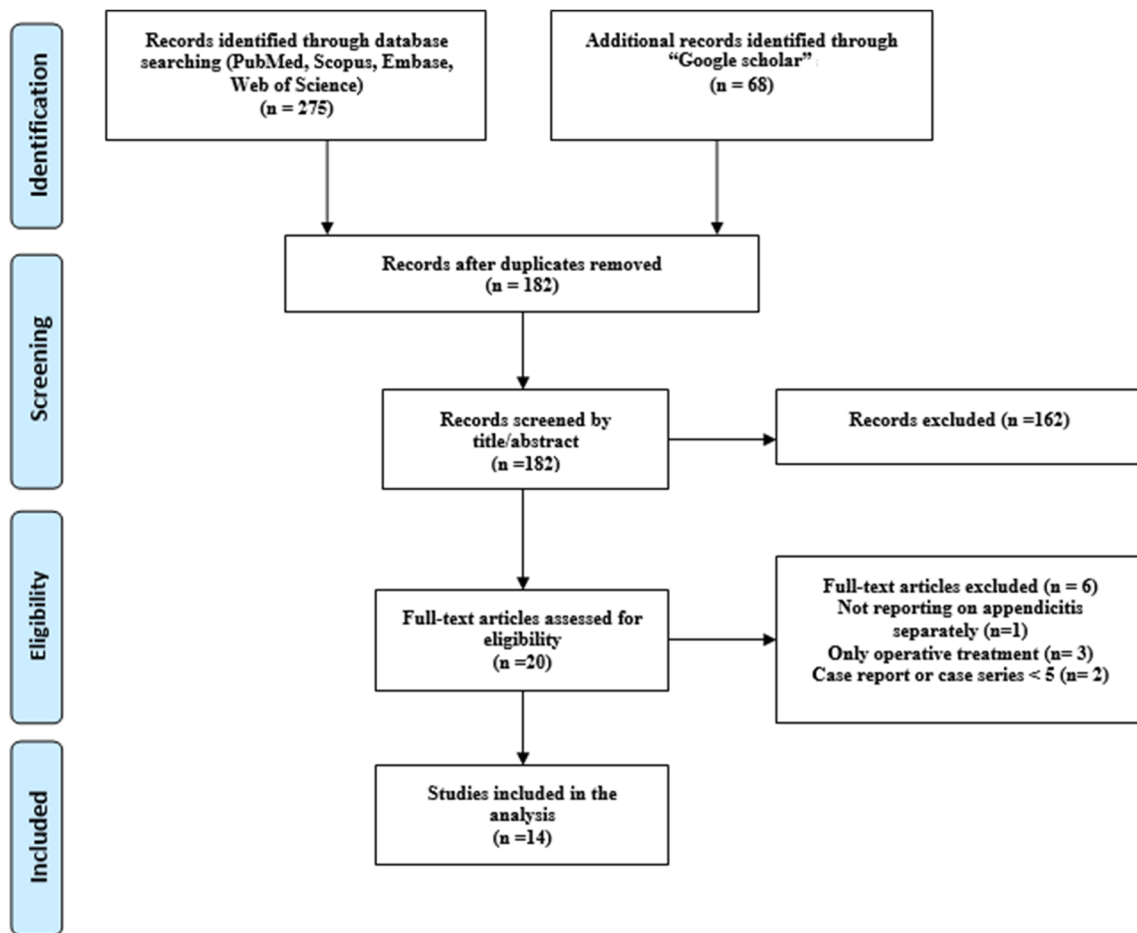 Identification
Records identified through database
searching (PubMed, Scopus, Embase,
Web of Science)
(n = 275)
Additional records identified through
“Google scholar”
(n = 68)
Records after duplicates removed
(n = 182)
Screening
Records screened by
title/abstract
(n =182)
Records excluded (n =162)
Eligibility
Full-text articles assessed for
eligibility
(n =20)
Full-text articles excluded (n = 6)
Not reporting on appendicitis
separately (n=1)
Only operative treatment (n= 3)
Case report or case series < 5 (n= 2)
Included
Studies included in the
analysis
(n =14)